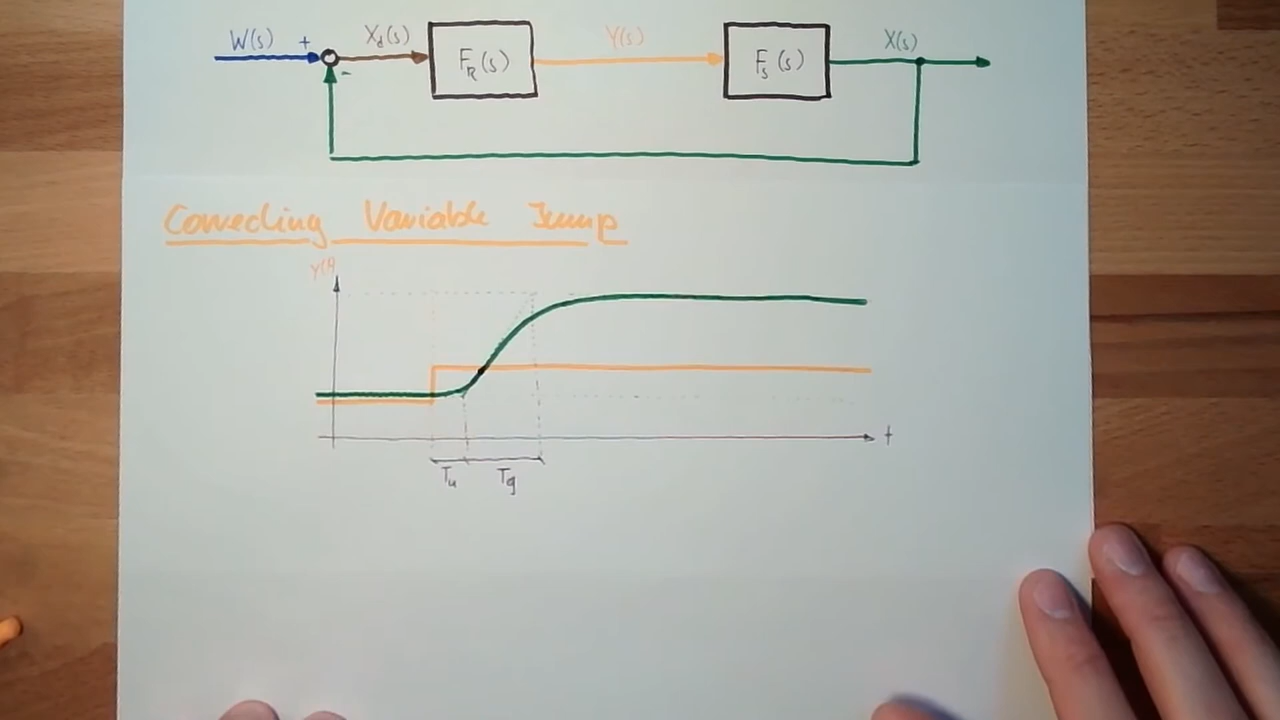 W(s) + X_d(s) F_R(s) Y(s) F_S(s) X(s)
-
Correcting Variable Jump
Y(t)
t
T_u T_g